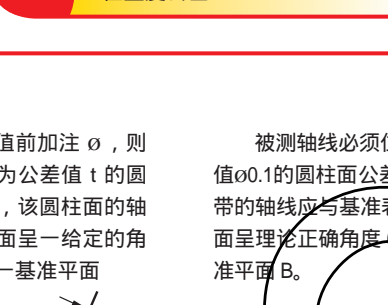 值前加注 ø ，则
为公差值 t 的圆
，该圆柱面的轴
面呈一给定的角
一基准平面
被测轴线必须
值ø0.1的圆柱面公差
带的轴线应与基准表
面呈理论正确角度
准平面 B。